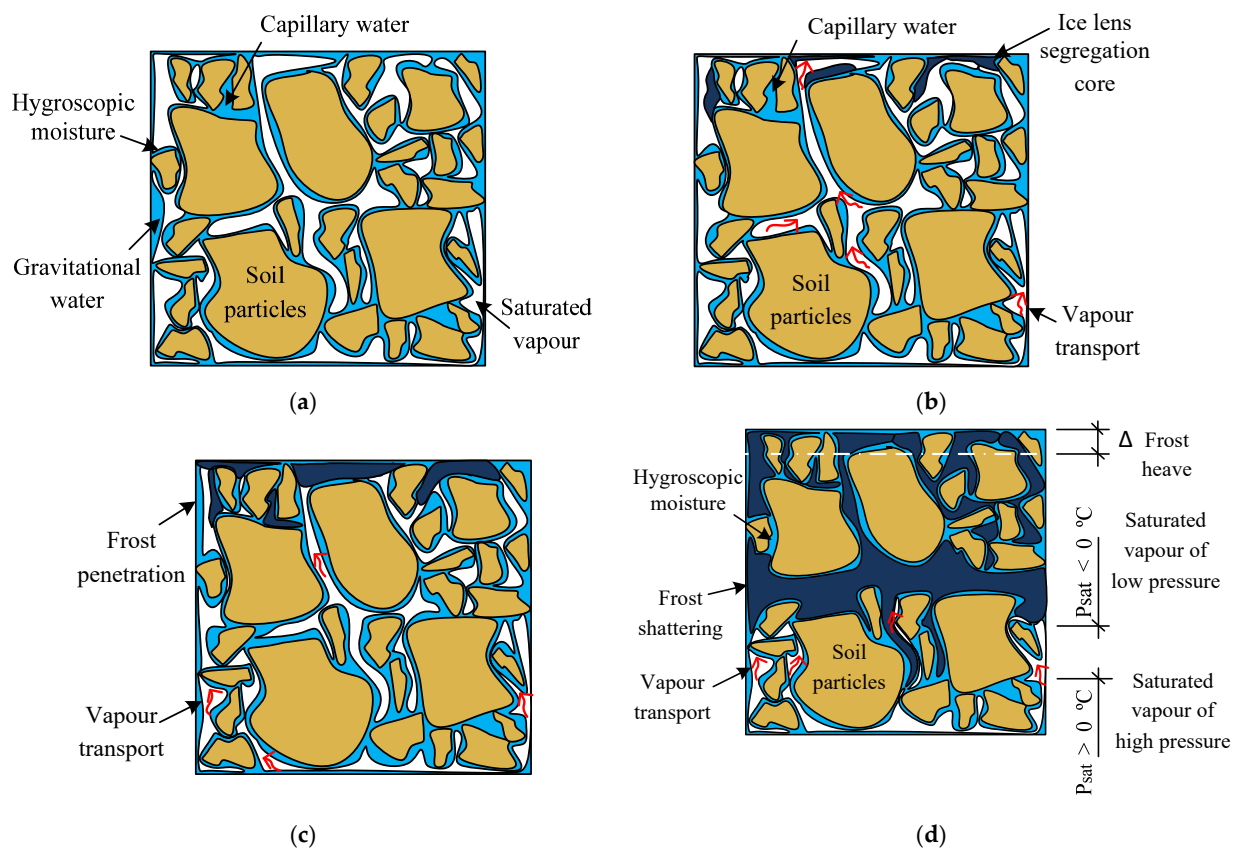 Capillary water
Hygroscopic
moisture
Gravitational
water
Soil
particles
Saturated
vapour
(a)
Capillary water
Ice lens
segregation
core
Soil
particles
Vapour
transport
(b)
Frost
penetration
Vapour
transport
(c)
Δ Frost
heave
Hygroscopic
moisture
Psat < 0 °C
Saturated
vapour of
low pressure
Frost
shattering
Soil
particles
Vapour
transport
Psat > 0 °C
Saturated
vapour of
high pressure
(d)